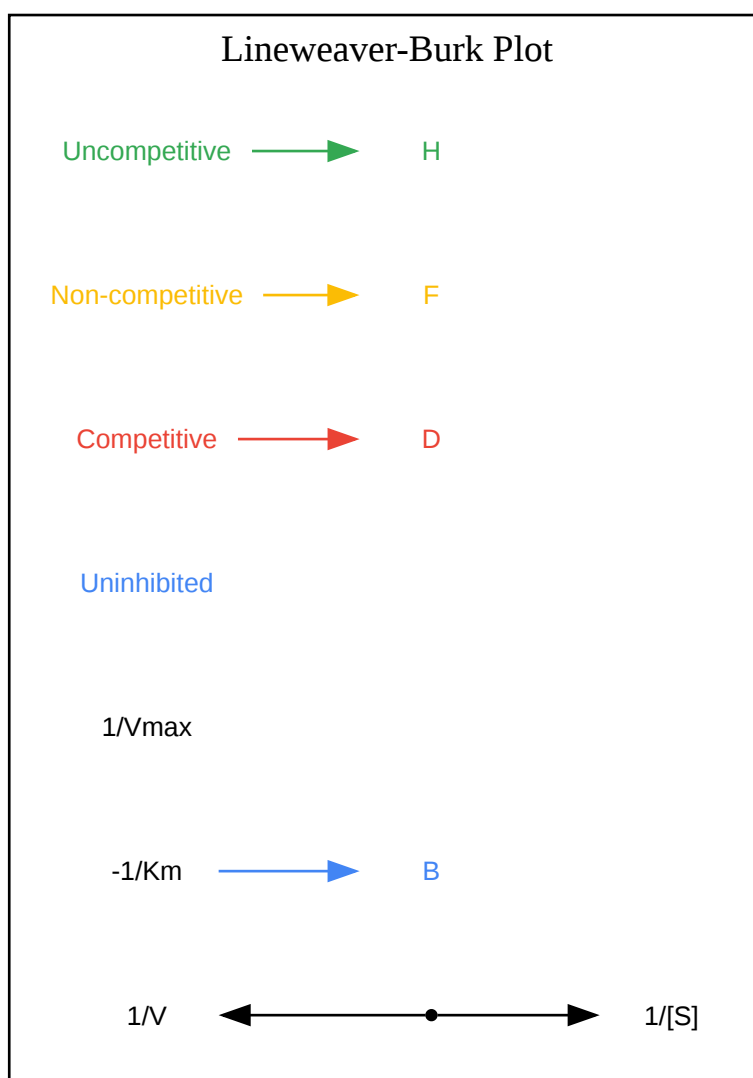 Lineweaver-Burk Plot
Uncompetitive H
Non-competitive F
Competitive D
Uninhibited
1/Vmax
-1/Km B
1/V 1/[S]